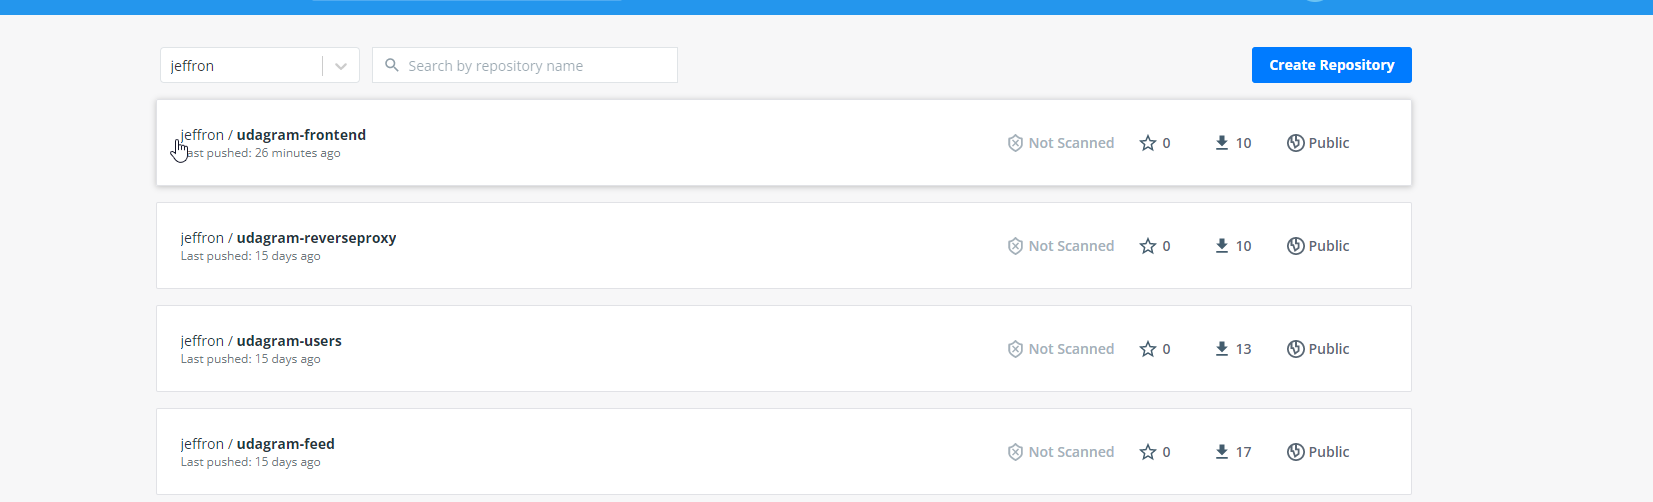 jeffron
Search by repository name
Create Repository
jeffron / udagram-frontend
Last pushed: 26 minutes ago
Not Scanned
0
10
Public
jeffron / udagram-reverseproxy
Last pushed: 15 days ago
Not Scanned
0
10
Public
jeffron / udagram-users
Last pushed: 15 days ago
Not Scanned
0
13
Public
jeffron / udagram-feed
Last pushed: 15 days ago
Not Scanned
0
17
Public